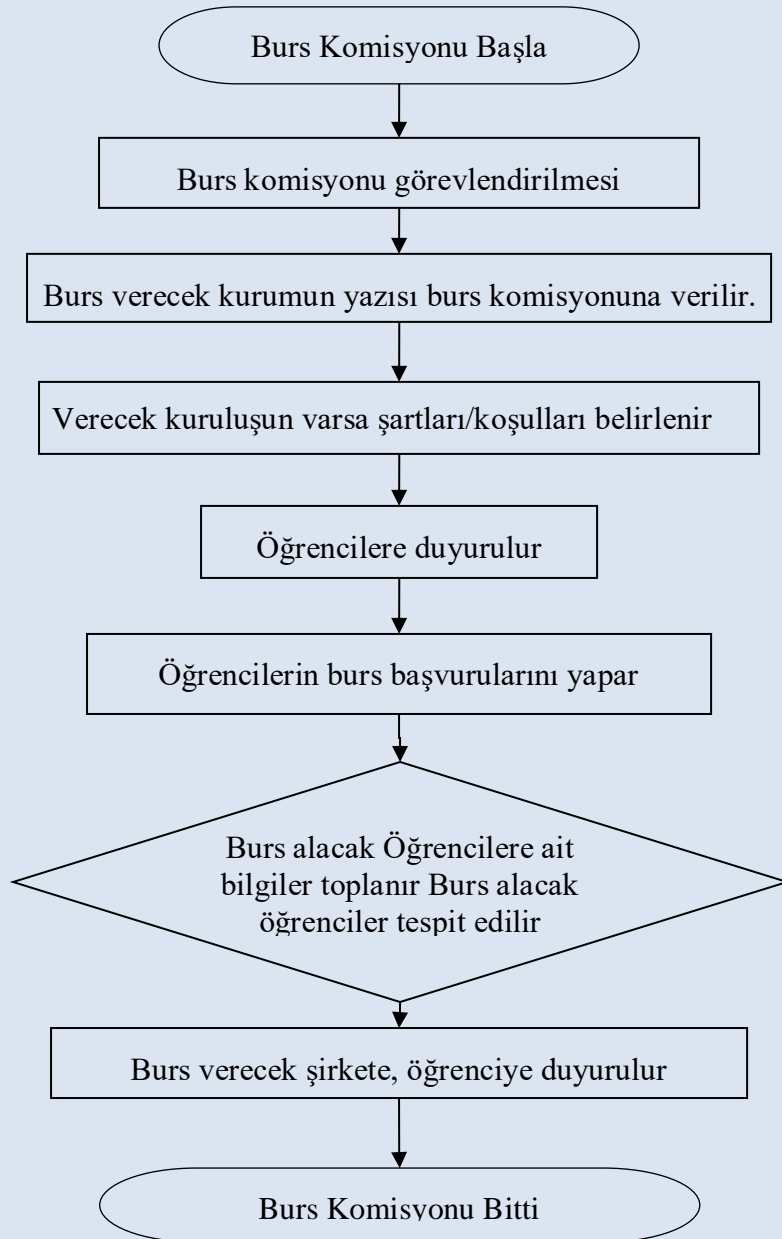 Burs Komisyonu Başla
Burs komisyonu görevlendirilmesi
Burs verecek kurumun yazısı burs komisyonuna verilir.
Verecek kuruluşun varsa şartları/koşulları belirlenir
Öğrencilere duyurulur
Öğrencilerin burs başvurularını yapar
Burs alacak Öğrencilere ait
bilgiler toplanır Burs alacak
öğrenciler tespit edilir
Burs verecek şirkete, öğrenciye duyurulur
Burs Komisyonu Bitti